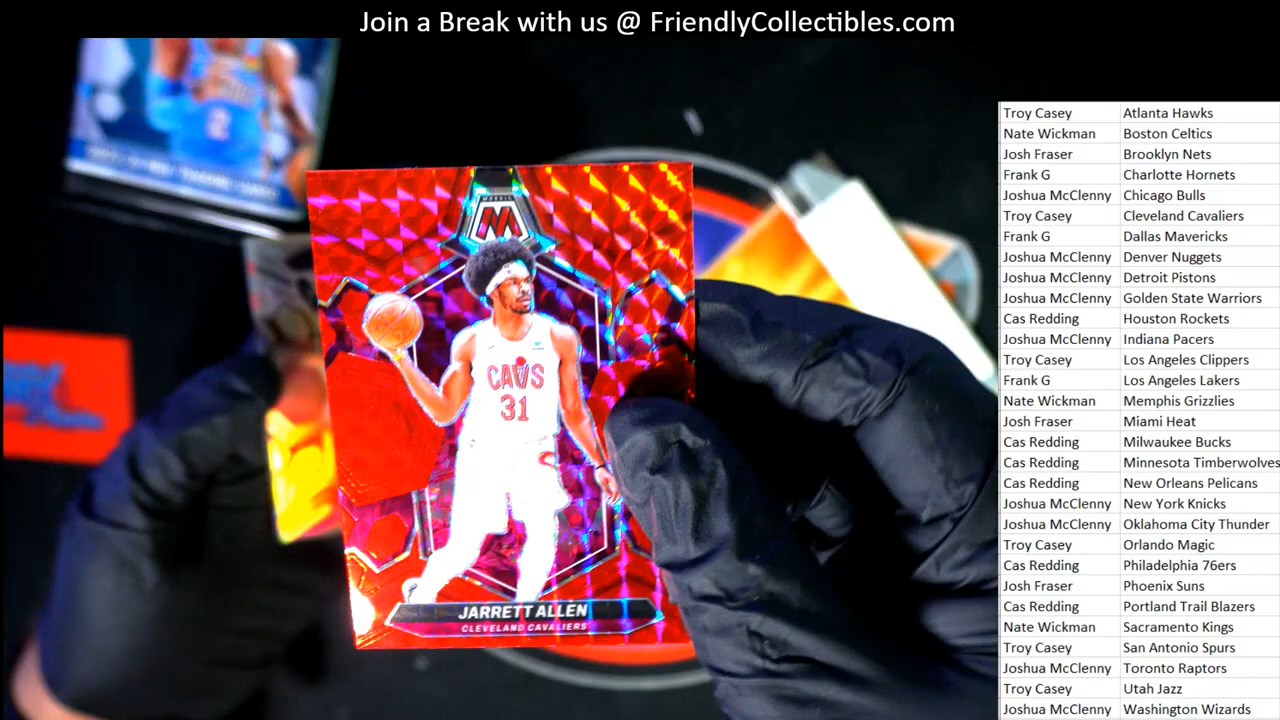 Join a Break with us @ FriendlyCollectibles.com
MOSAIC
M
CAVS
31
JARRETT ALLEN
CLEVELAND CAVALIERS
2
Troy Casey Atlanta Hawks
Nate Wickman Boston Celtics
Josh Fraser Brooklyn Nets
Frank G Charlotte Hornets
Joshua McClenny Chicago Bulls
Troy Casey Cleveland Cavaliers
Frank G Dallas Mavericks
Joshua McClenny Denver Nuggets
Joshua McClenny Detroit Pistons
Joshua McClenny Golden State Warriors
Cas Redding Houston Rockets
Joshua McClenny Indiana Pacers
Troy Casey Los Angeles Clippers
Frank G Los Angeles Lakers
Nate Wickman Memphis Grizzlies
Josh Fraser Miami Heat
Cas Redding Milwaukee Bucks
Cas Redding Minnesota Timberwolves
Cas Redding New Orleans Pelicans
Joshua McClenny New York Knicks
Joshua McClenny Oklahoma City Thunder
Troy Casey Orlando Magic
Cas Redding Philadelphia 76ers
Josh Fraser Phoenix Suns
Cas Redding Portland Trail Blazers
Nate Wickman Sacramento Kings
Troy Casey San Antonio Spurs
Joshua McClenny Toronto Raptors
Troy Casey Utah Jazz
Joshua McClenny Washington Wizards